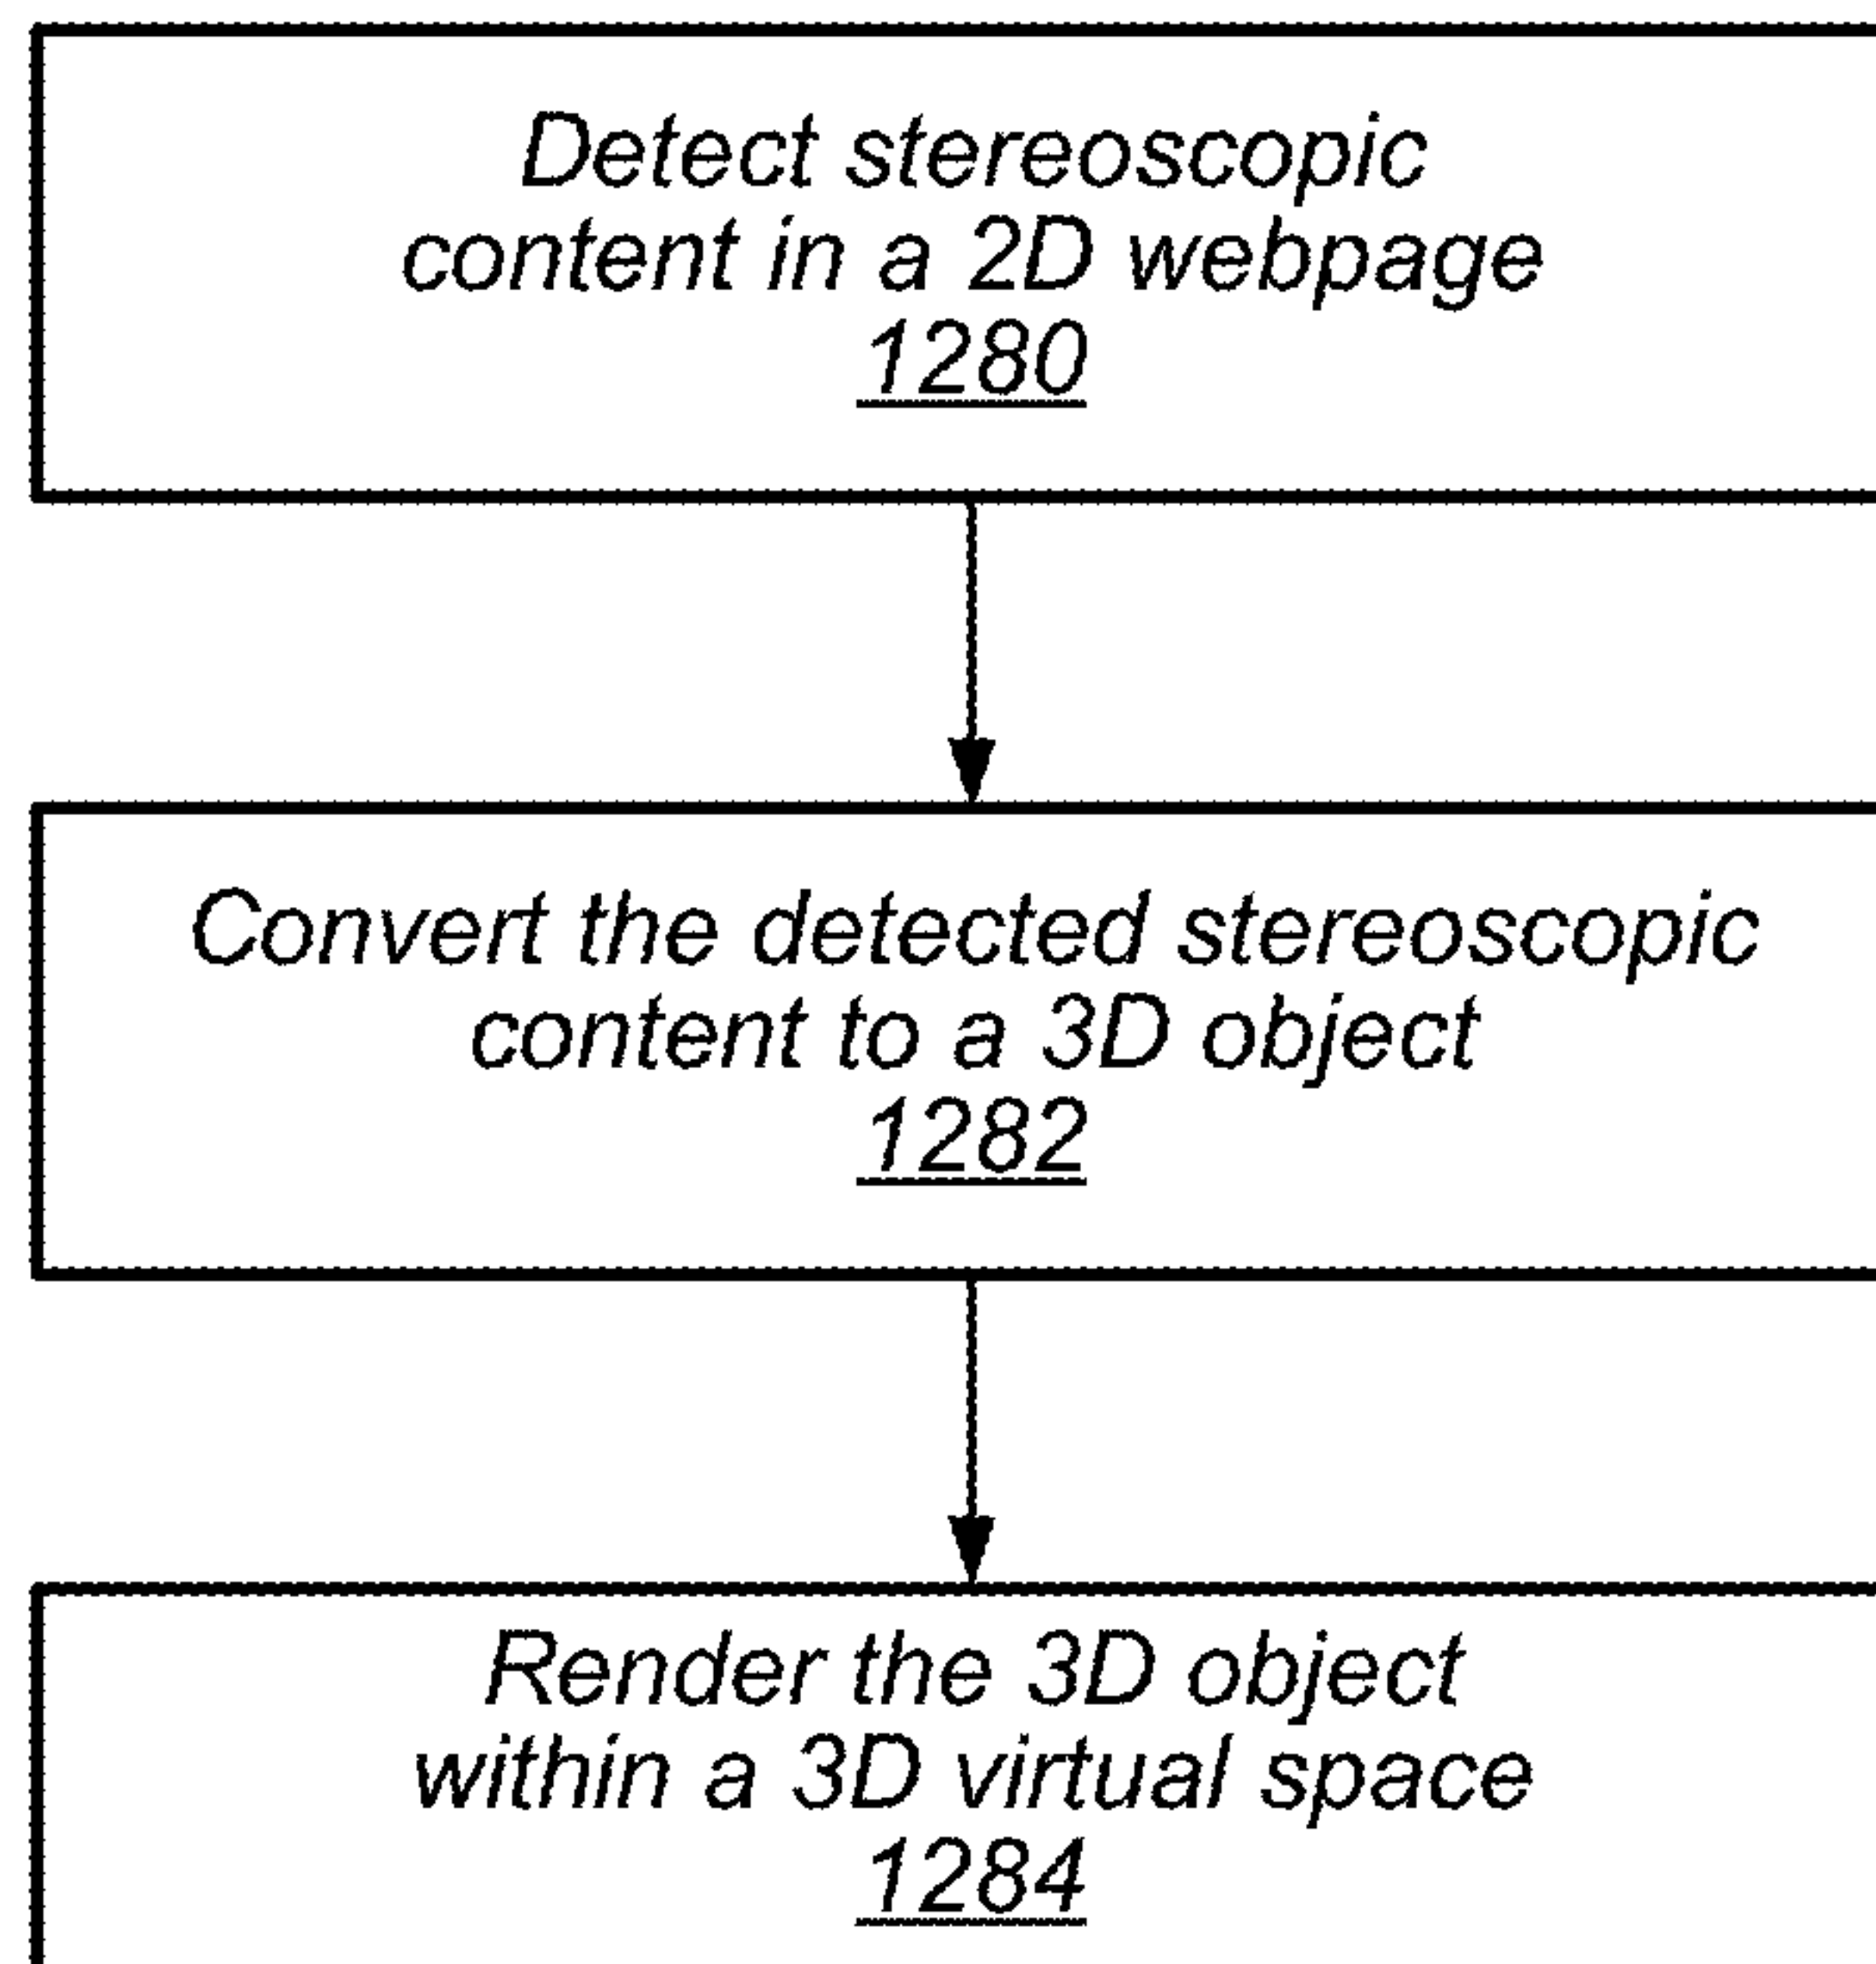 Detect stereoscopic
content in a 2D webpage
1280
Convert the detected stereoscopic
content to a 3D object
1282
Render the 3D object
within a 3D virtual space
1284